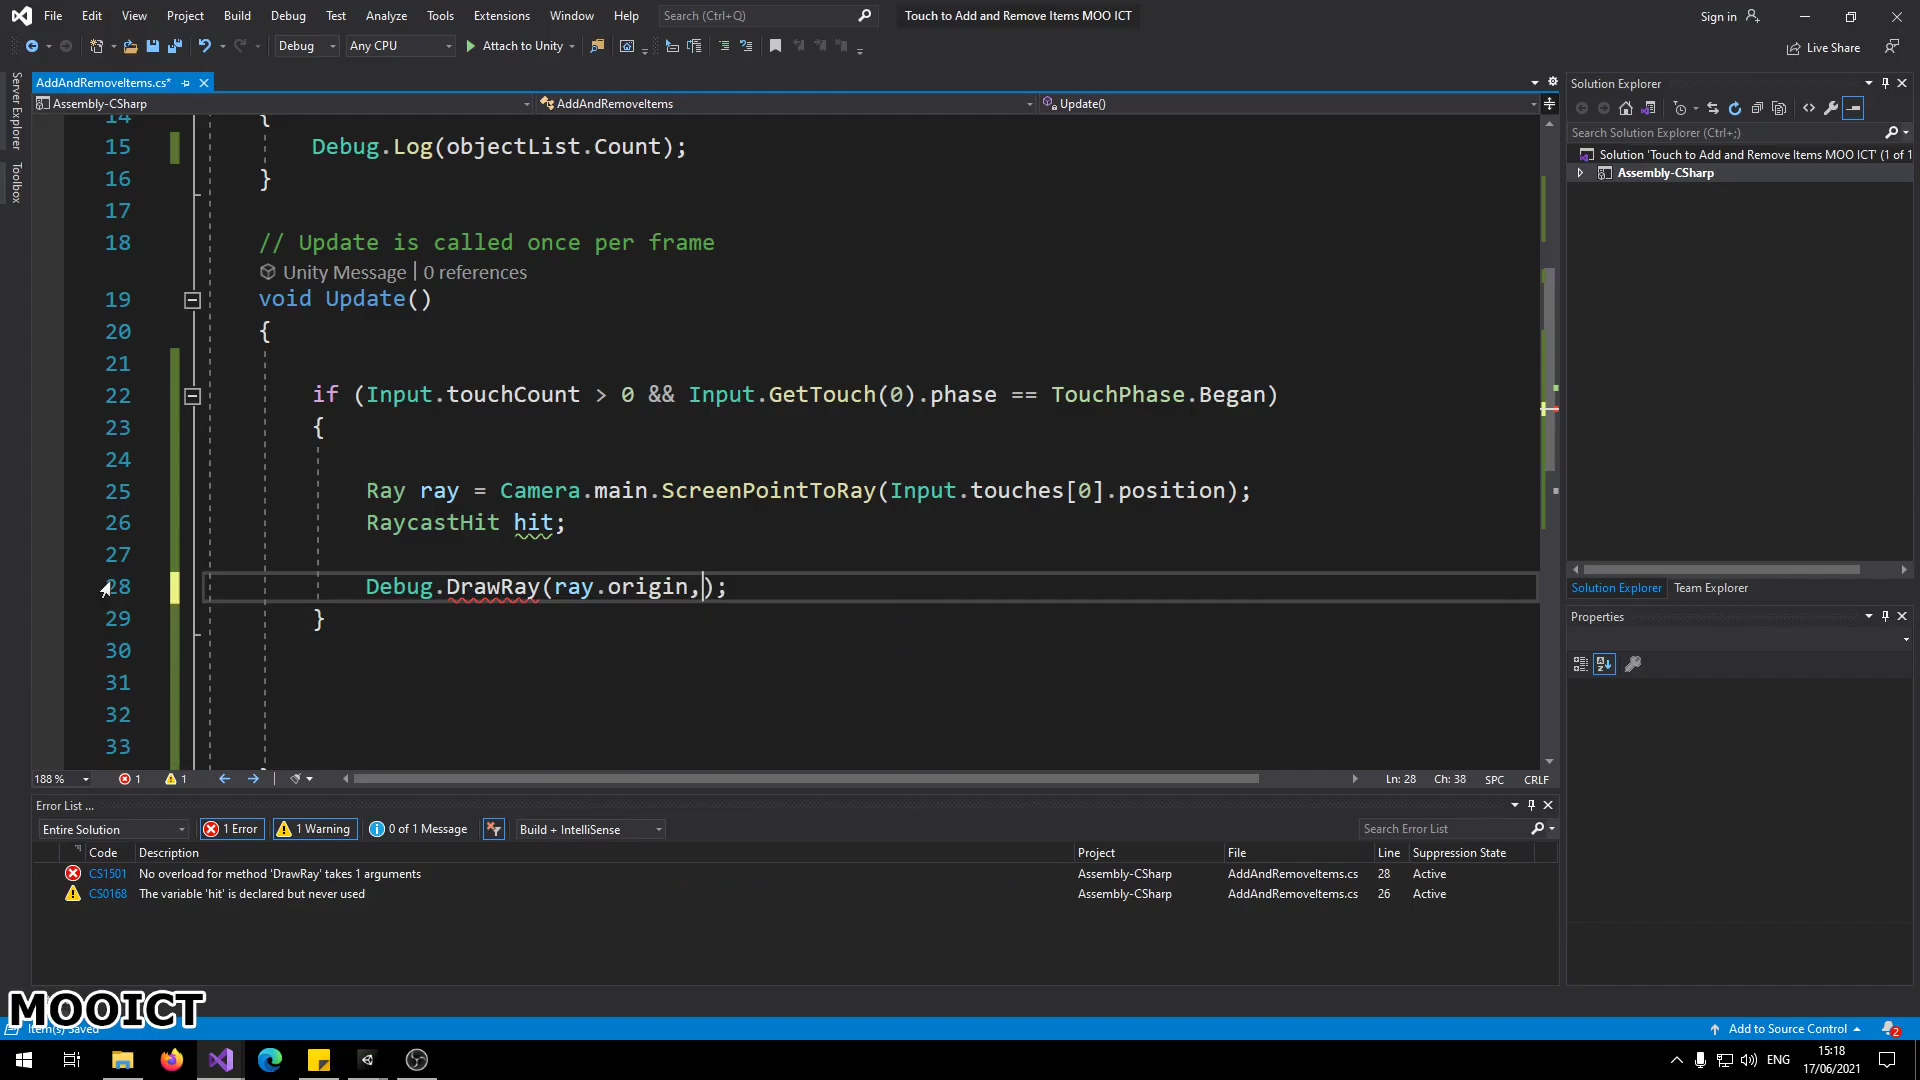 File Edit View Project Build Debug Test Analyze Tools Extensions Window Help Search (Ctrl+Q) Touch to Add and Remove Items MOO ICT Sign in
Debug Any CPU Attach to Unity Live Share
Server Explorer
Toolbox
AddAndRemoveItems.cs*
Assembly-CSharp AddAndRemoveItems Update()
14 {
15 Debug.Log(objectList.Count);
16 }
17
18 // Update is called once per frame
Unity Message | 0 references
19 void Update()
20 {
21
22 if (Input.touchCount > 0 && Input.GetTouch(0).phase == TouchPhase.Began)
23 {
24
25 Ray ray = Camera.main.ScreenPointToRay(Input.touches[0].position);
26 RaycastHit hit;
27
28 Debug.DrawRay(ray.origin,);
29 }
30
31
32
33
188 % 1 1 Ln: 28 Ch: 38 SPC CRLF
Solution Explorer
Search Solution Explorer (Ctrl+;)
Solution 'Touch to Add and Remove Items MOO ICT' (1 of 1
Assembly-CSharp
Solution Explorer Team Explorer
Properties
Error List ...
Entire Solution 1 Error 1 Warning 0 of 1 Message Build + IntelliSense Search Error List
Code Description Project File Line Suppression State
CS1501 No overload for method 'DrawRay' takes 1 arguments Assembly-CSharp AddAndRemoveItems.cs 28 Active
CS0168 The variable 'hit' is declared but never used Assembly-CSharp AddAndRemoveItems.cs 26 Active
MOOICT
Item(s) Saved Add to Source Control 2
ENG 15:18
17/06/2021